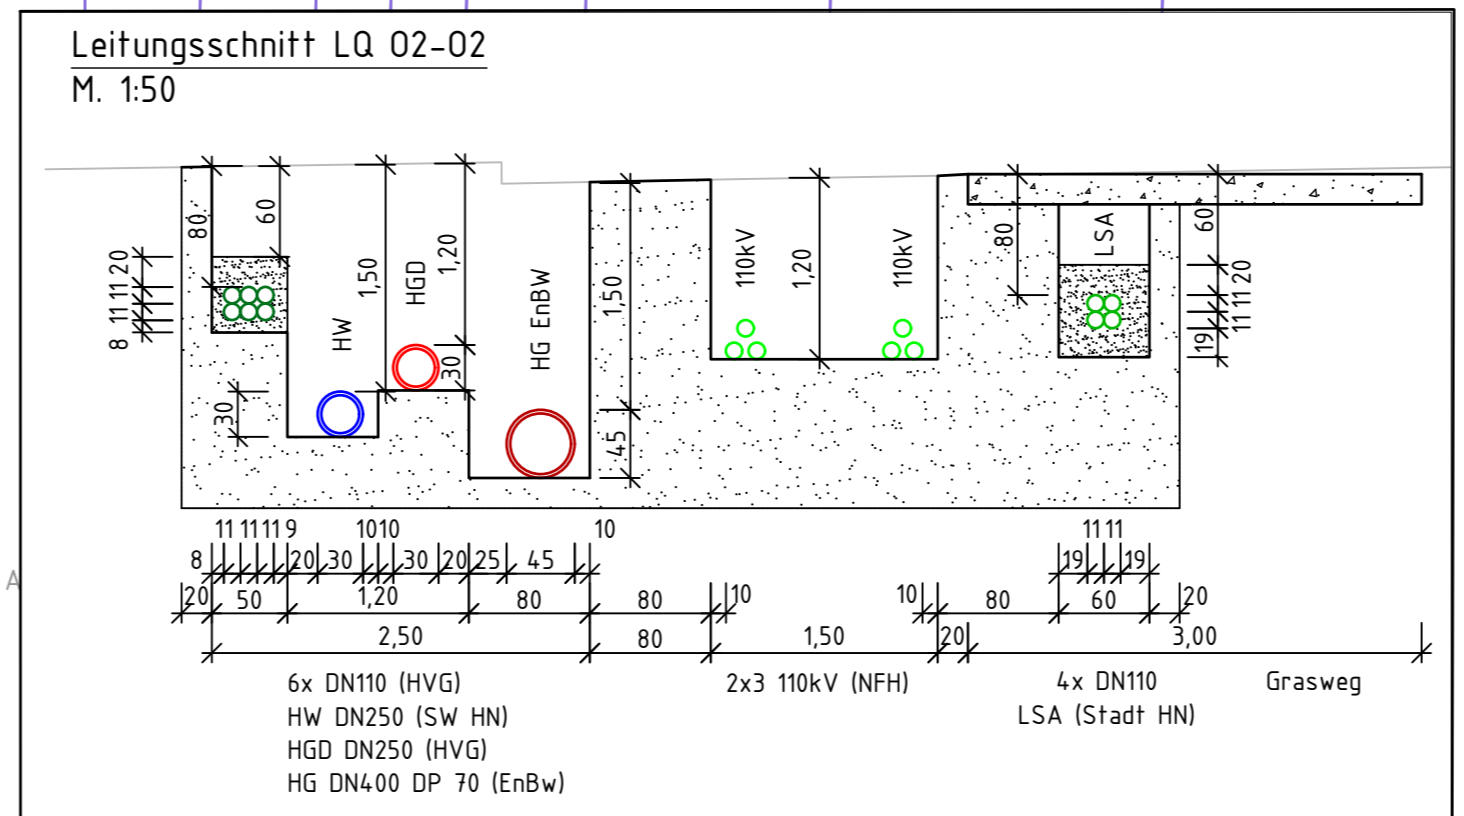 Leitungsschnitt LQ 02-02
M. 1:50
80
60
1,50
1,20
HGD
HW
30
30
HG EnBW
1,50
45
110kV
1,20
110kV
80
LSA
60
20
11
11
8
20
11
11
19
A
11 11 11 9
10 10
10
11 11
8
20 30
30 20 25 45
19 19
20 50 1,20 80 80 10
10 80 60 20
2,50 80 1,50 20 3,00
6x DN110 (HVG)
HW DN250 (SW HN)
HGD DN250 (HVG)
HG DN400 DP 70 (EnBw)
2x3 110kV (NFH)
4x DN110
LSA (Stadt HN)
Grasweg